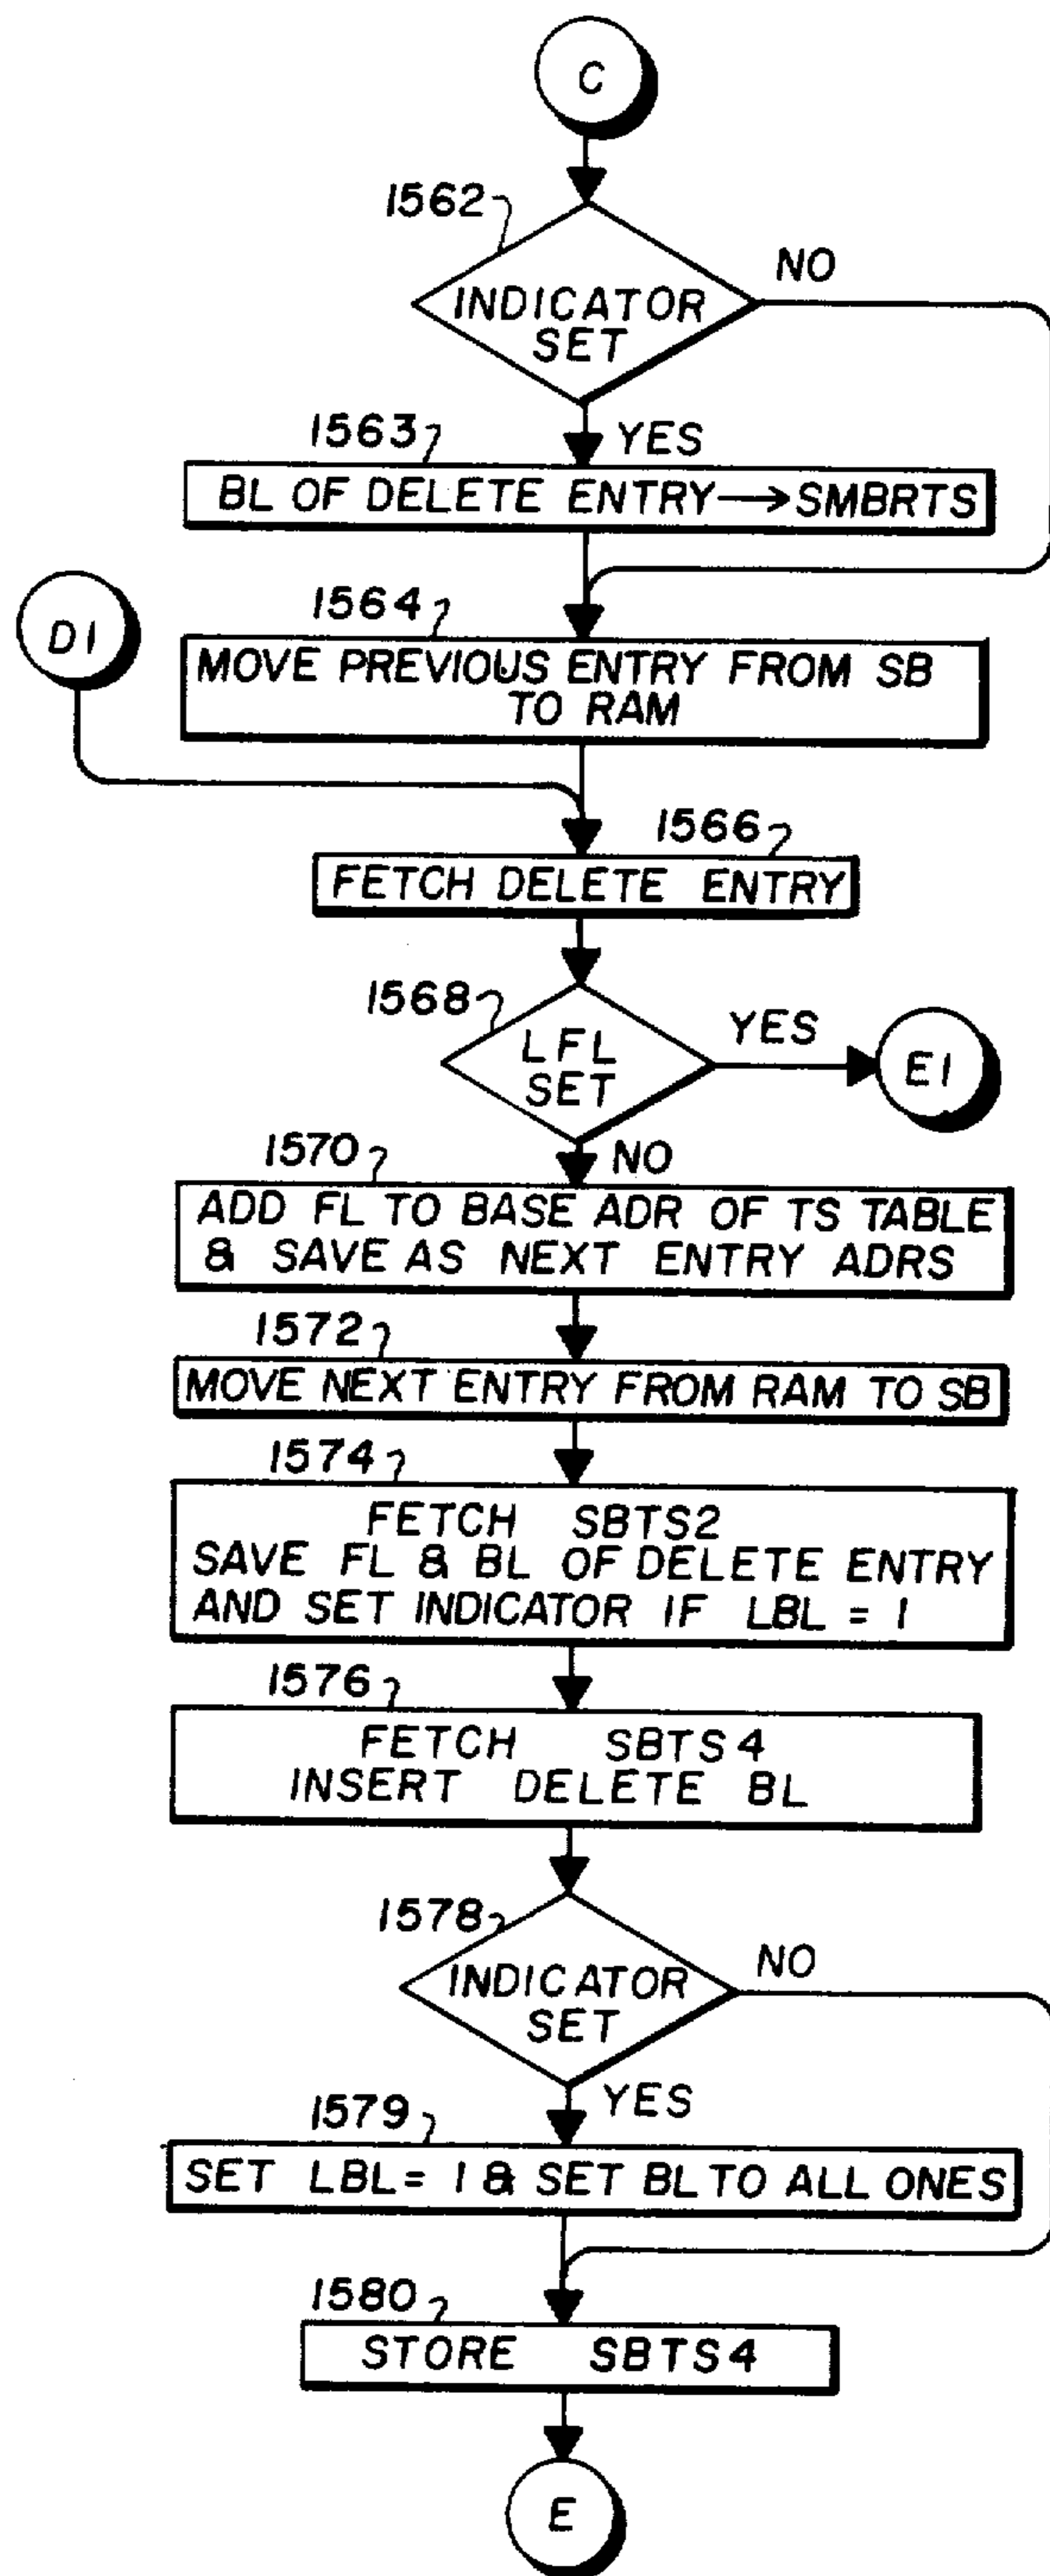 C
1562
NO
INDICATOR
SET
1563
YES
BL OF DELETE ENTRY→SMBRTS
1564
D1
MOVE PREVIOUS ENTRY FROM SB
TO RAM
1566
FETCH DELETE ENTRY
1568
YES
LFL
SET
E1
1570
NO
ADD FL TO BASE ADR OF TS TABLE
& SAVE AS NEXT ENTRY ADRS
1572
MOVE NEXT ENTRY FROM RAM TO SB
1574
FETCH SBTS2
SAVE FL & BL OF DELETE ENTRY
AND SET INDICATOR IF LBL = 1
1576
FETCH SBTS4
INSERT DELETE BL
1578
NO
INDICATOR
SET
1579
YES
SET LBL = 1 & SET BL TO ALL ONES
1580
STORE SBTS4
E